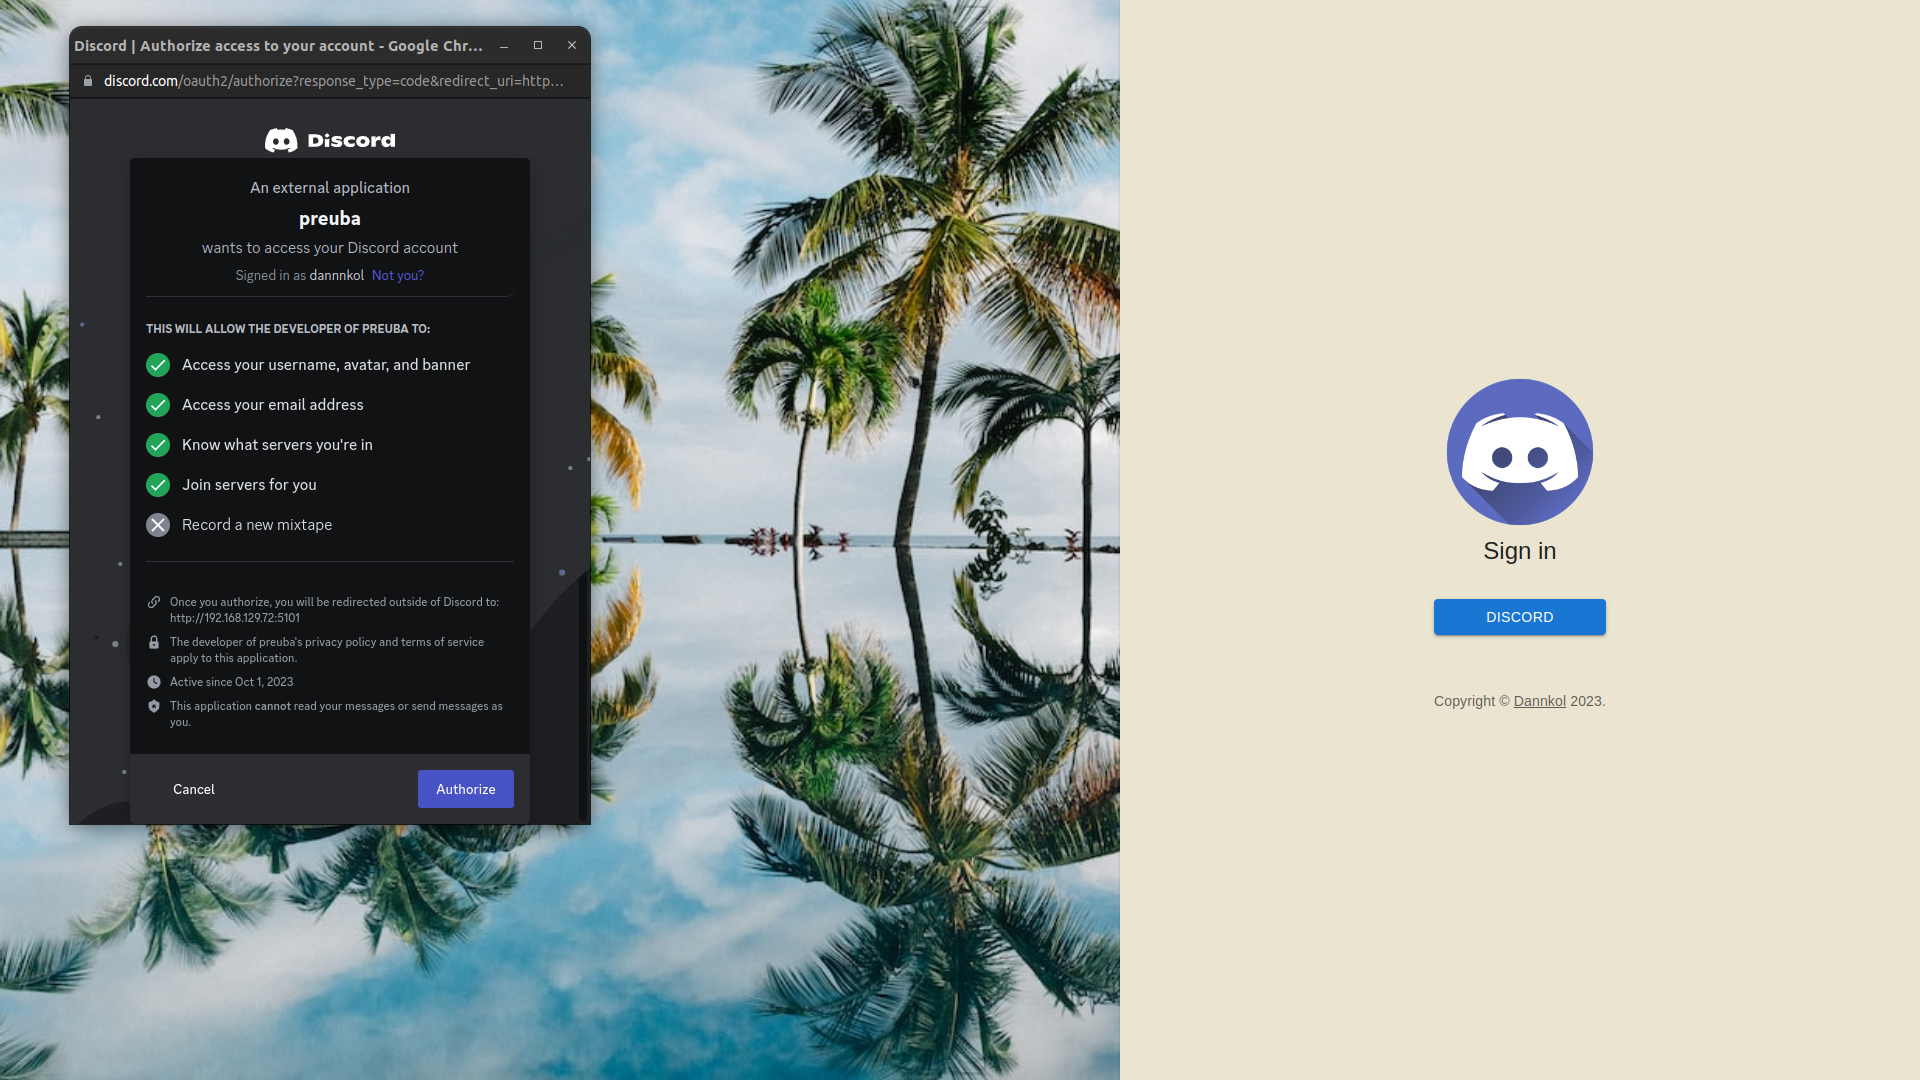 Discord | Authorize access to your account - Google Chr...
discord.com/oauth2/authorize?response_type=code&redirect_uri=http...
Discord
An external application
preuba
wants to access your Discord account
Signed in as dannnkol Not you?
THIS WILL ALLOW THE DEVELOPER OF PREUBA TO:
Access your username, avatar, and banner
Access your email address
Know what servers you're in
Join servers for you
Record a new mixtape
Once you authorize, you will be redirected outside of Discord to:
http://192.168.129.72:5101
The developer of preuba's privacy policy and terms of service
apply to this application.
Active since Oct 1, 2023
This application cannot read your messages or send messages as
you.
Cancel
Authorize
Sign in
DISCORD
Copyright © Dannkol 2023.